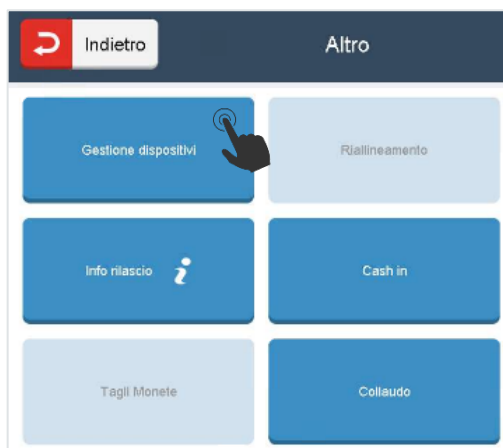 Indietro
Altro
Gestione dispositivi
Riallineamento
Info rilascio i
Cash in
Tagli Monete
Collaudo